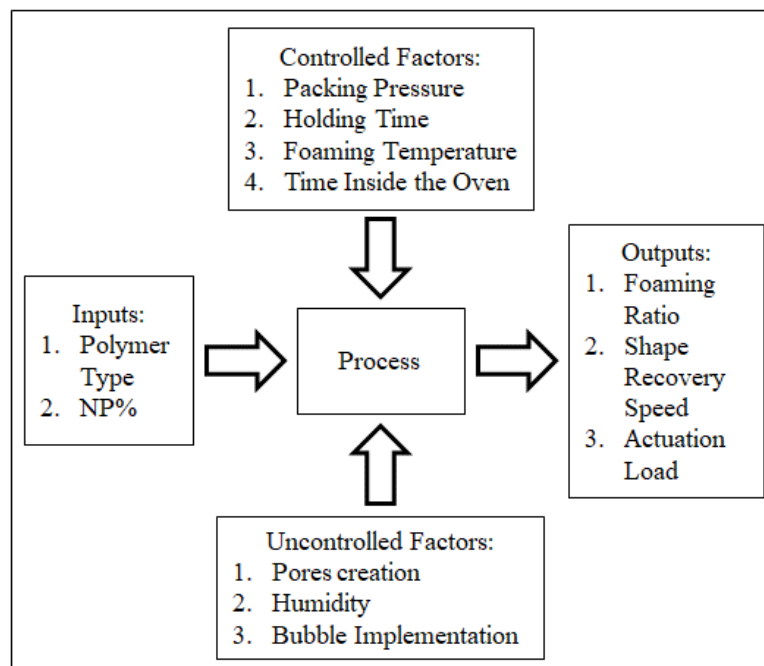 Controlled Factors:
1. Packing Pressure
2. Holding Time
3. Foaming Temperature
4. Time Inside the Oven
Inputs:
1. Polymer
Type
2. NP%
Process
Outputs:
1. Foaming
Ratio
2. Shape
Recovery
Speed
3. Actuation
Load
Uncontrolled Factors:
1. Pores creation
2. Humidity
3. Bubble Implementation